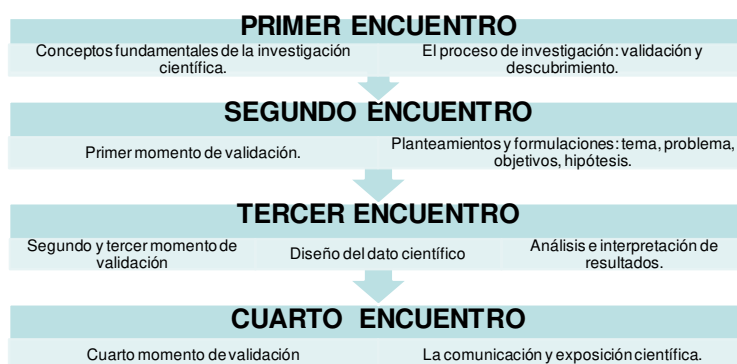 PRIMER ENCUENTRO
Conceptos fundamentales de la investigación
científica.
El proceso de investigación: validación y
descubrimiento.
SEGUNDO ENCUENTRO
Primer momento de validación.
Planteamientos y formulaciones: tema, problema,
objetivos, hipótesis.
TERCER ENCUENTRO
Segundo y tercer momento de
validación
Diseño del dato científico
Análisis e interpretación de
resultados.
CUARTO ENCUENTRO
Cuarto momento de validación
La comunicación y exposición científica.